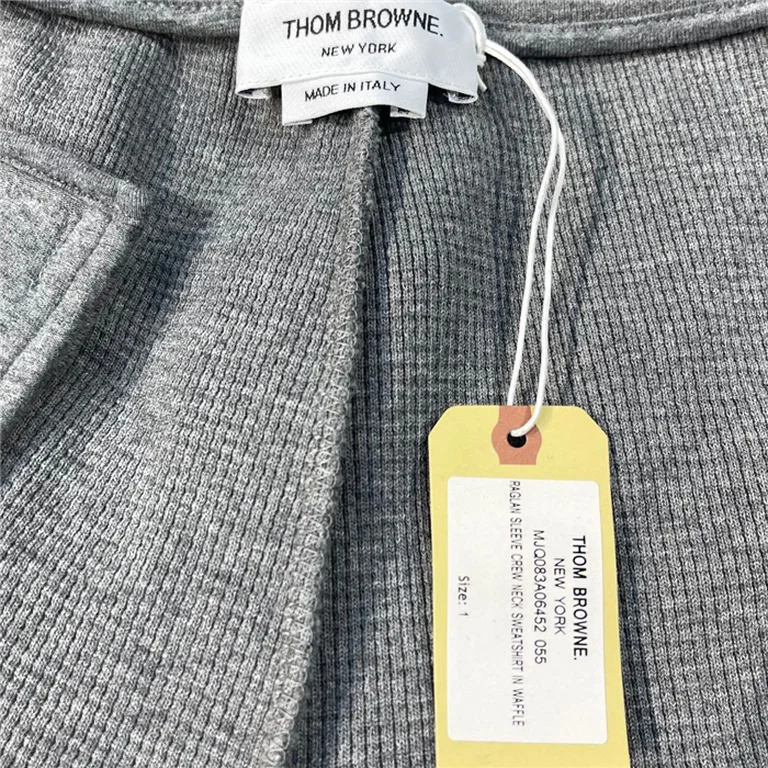 THOM BROWNE.
NEW YORK
MADE IN ITALY
THOM BROWNE.
NEW YORK
MJQ083A06452 055
RAGLAN SLEEVE CREW NECK SWEATSHIRT IN WAFFLE
Size: 1